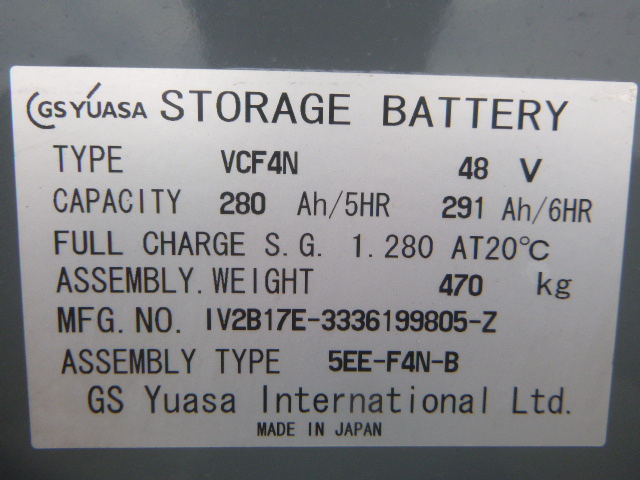 GS YUASA STORAGE BATTERY
TYPE VCF4N 48 V
CAPACITY 280 Ah/5HR 291 Ah/6HR
FULL CHARGE S.G. 1.280 AT20℃
ASSEMBLY.WEIGHT 470 kg
MFG.NO. IV2B17E-3336199805-Z
ASSEMBLY TYPE 5EE-F4N-B
GS Yuasa International Ltd.
MADE IN JAPAN